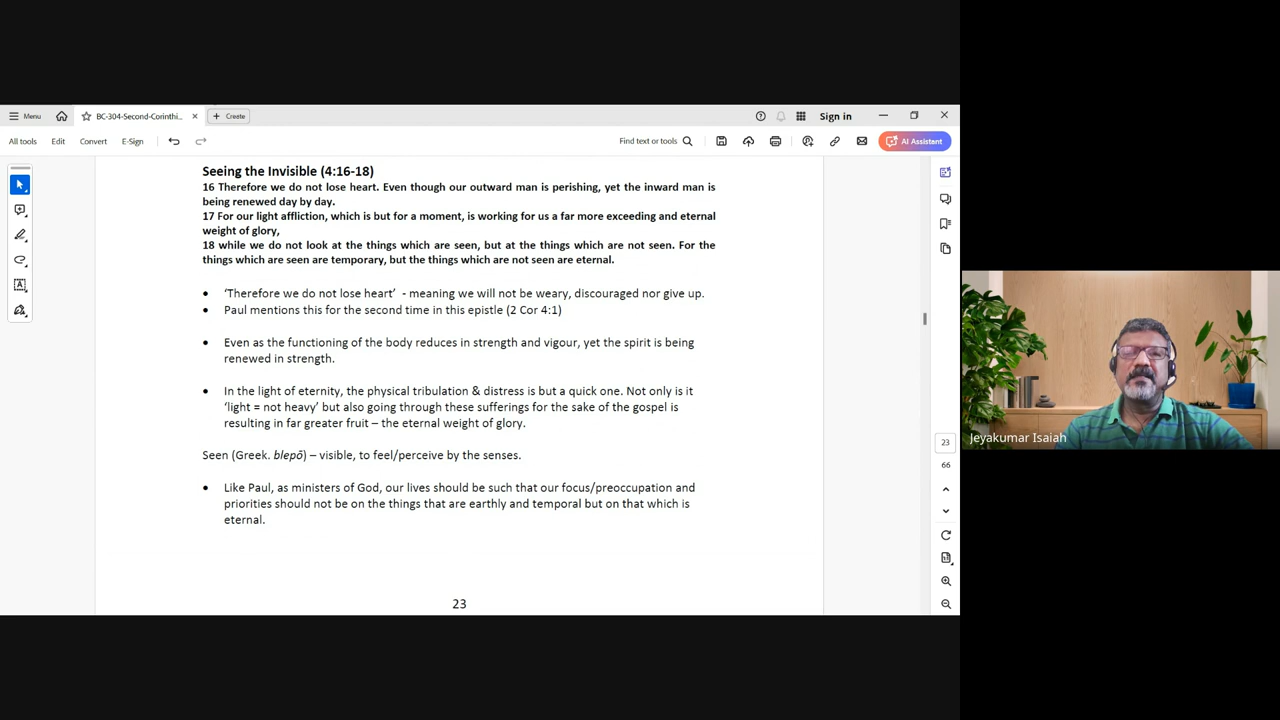 Menu
BC-304-Second-Corinthi...
Create
Sign in
All tools
Edit
Convert
E-Sign
Find text or tools
AI Assistant
Seeing the Invisible (4:16-18)
16 Therefore we do not lose heart. Even though our outward man is perishing, yet the inward man is
being renewed day by day.
17 For our light affliction, which is but for a moment, is working for us a far more exceeding and eternal
weight of glory,
18 while we do not look at the things which are seen, but at the things which are not seen. For the
things which are seen are temporary, but the things which are not seen are eternal.
• ‘Therefore we do not lose heart’ - meaning we will not be weary, discouraged nor give up.
• Paul mentions this for the second time in this epistle (2 Cor 4:1)
• Even as the functioning of the body reduces in strength and vigour, yet the spirit is being
renewed in strength.
• In the light of eternity, the physical tribulation & distress is but a quick one. Not only is it
‘light = not heavy’ but also going through these sufferings for the sake of the gospel is
resulting in far greater fruit – the eternal weight of glory.
Seen (Greek. blepō) – visible, to feel/perceive by the senses.
• Like Paul, as ministers of God, our lives should be such that our focus/preoccupation and
priorities should not be on the things that are earthly and temporal but on that which is
eternal.
23
23
66
Jeyakumar Isaiah